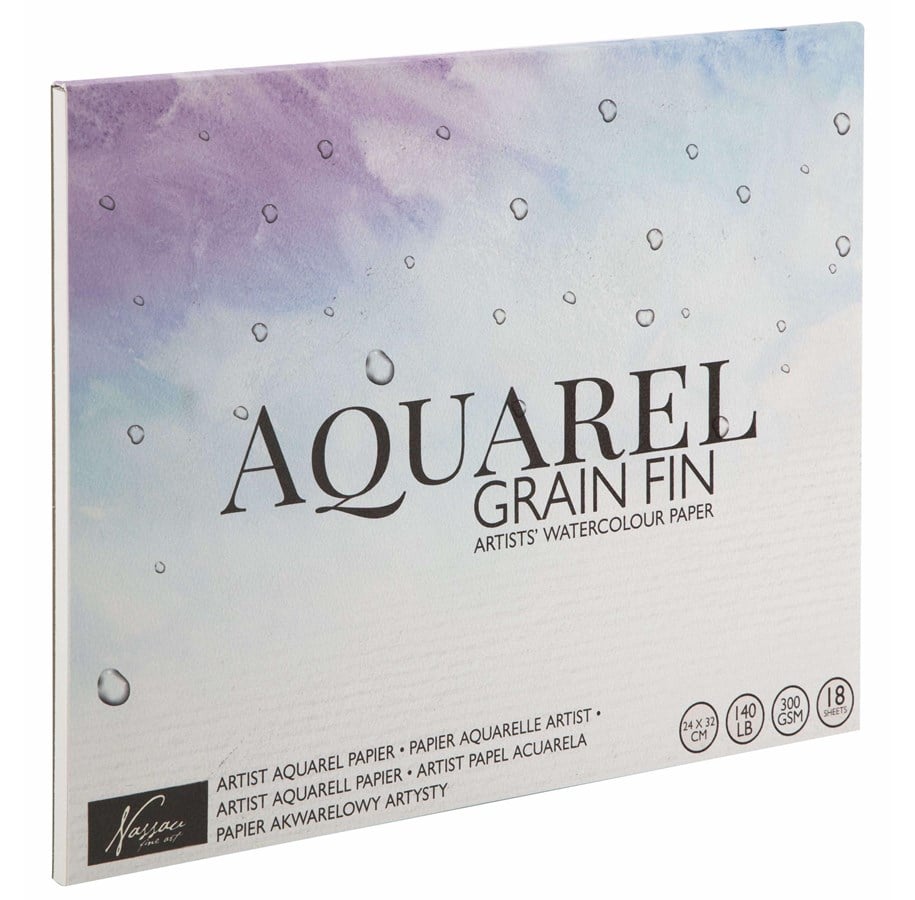 AQUAREL
GRAIN FIN
ARTISTS' WATERCOLOUR PAPER
24 X 32
CM
140
LB
300
GSM
18
SHEETS
ARTIST AQUAREL PAPIER • PAPIER AQUARELLE ARTIST •
ARTIST AQUARELL PAPIER • ARTIST PAPEL ACUARELA
PAPIER AKWARELOWY ARTYSTY
Nassau
fine art